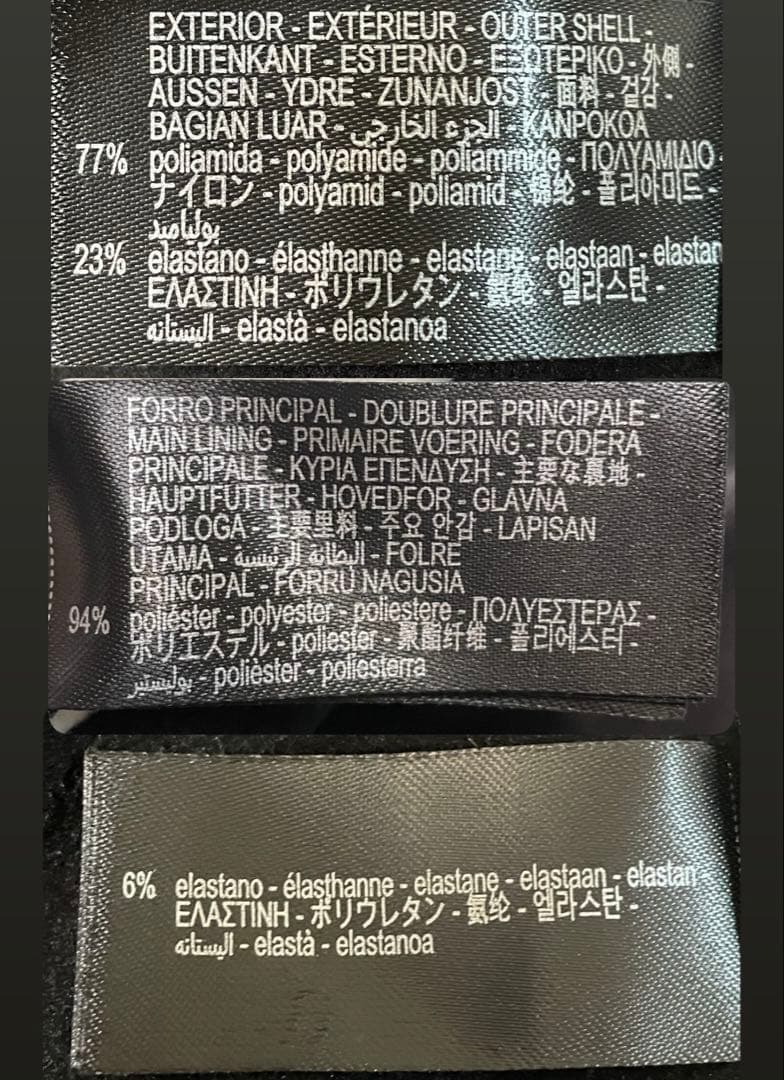 EXTERIOR - EXTÉRIEUR - OUTER SHELL -
BUITENKANT - ESTERNO - ΕΞΩΤΕΡΙΚΟ - 外側 -
AUSSEN - YDRE - ZUNANJOST - 面料 - 겉감 -
BAGIAN LUAR - الجزء الخارجي - KANPOKOA
77% poliamida - polyamide - poliammide - ΠΟΛΥΑΜΙΔΙΟ -
ナイロン - polyamid - poliamid - 锦纶 - 폴리아미드 -
بولياميد
23% elastano - élasthanne - elastane - elastaan - elastan
ΕΛΑΣΤΙΝΗ - ポリウレタン - 氨纶 - 엘라스탄 -
اليستانه - elastà - elastanoa
FORRO PRINCIPAL - DOUBLURE PRINCIPALE -
MAIN LINING - PRIMAIRE VOERING - FODERA
PRINCIPALE - ΚΥΡΙΑ ΕΠΕΝΔΥΣΗ - 主要な裏地 -
HAUPTFUTTER - HOVEDFOR - GLAVNA
PODLOGA - 主要里料 - 주요 안감 - LAPISAN
UTAMA - البطانة الرئيسية - FOLRE
PRINCIPAL - FORRU NAGUSIA
94% poliéster - polyester - poliestere - ΠΟΛΥΕΣΤΕΡΑΣ -
ポリエステル - poliester - 聚酯纤维 - 폴리에스터 -
بوليستير - polièster - poliesterra
6% elastano - élasthanne - elastane - elastaan - elastan
ΕΛΑΣΤΙΝΗ - ポリウレタン - 氨纶 - 엘라스탄 -
اليستانه - elastà - elastanoa